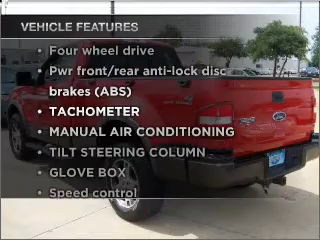 VEHICLE FEATURES
• Four wheel drive
• Pwr front/rear anti-lock disc
brakes (ABS)
• TACHOMETER
• MANUAL AIR CONDITIONING
• TILT STEERING COLUMN
• GLOVE BOX
• Speed control
Ford